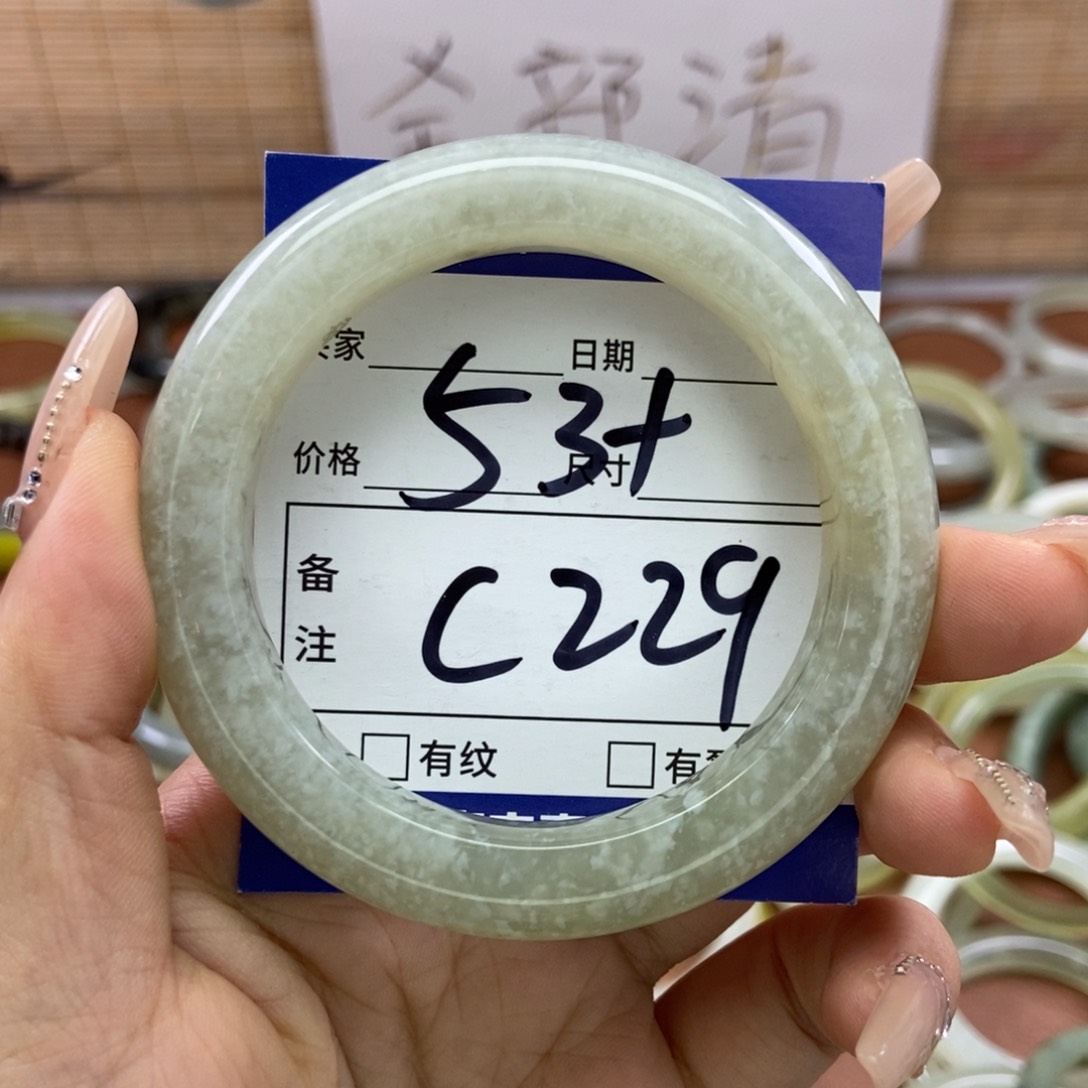 全部清
家 日期
53+
价格 尺寸
备注
C229
有纹 有